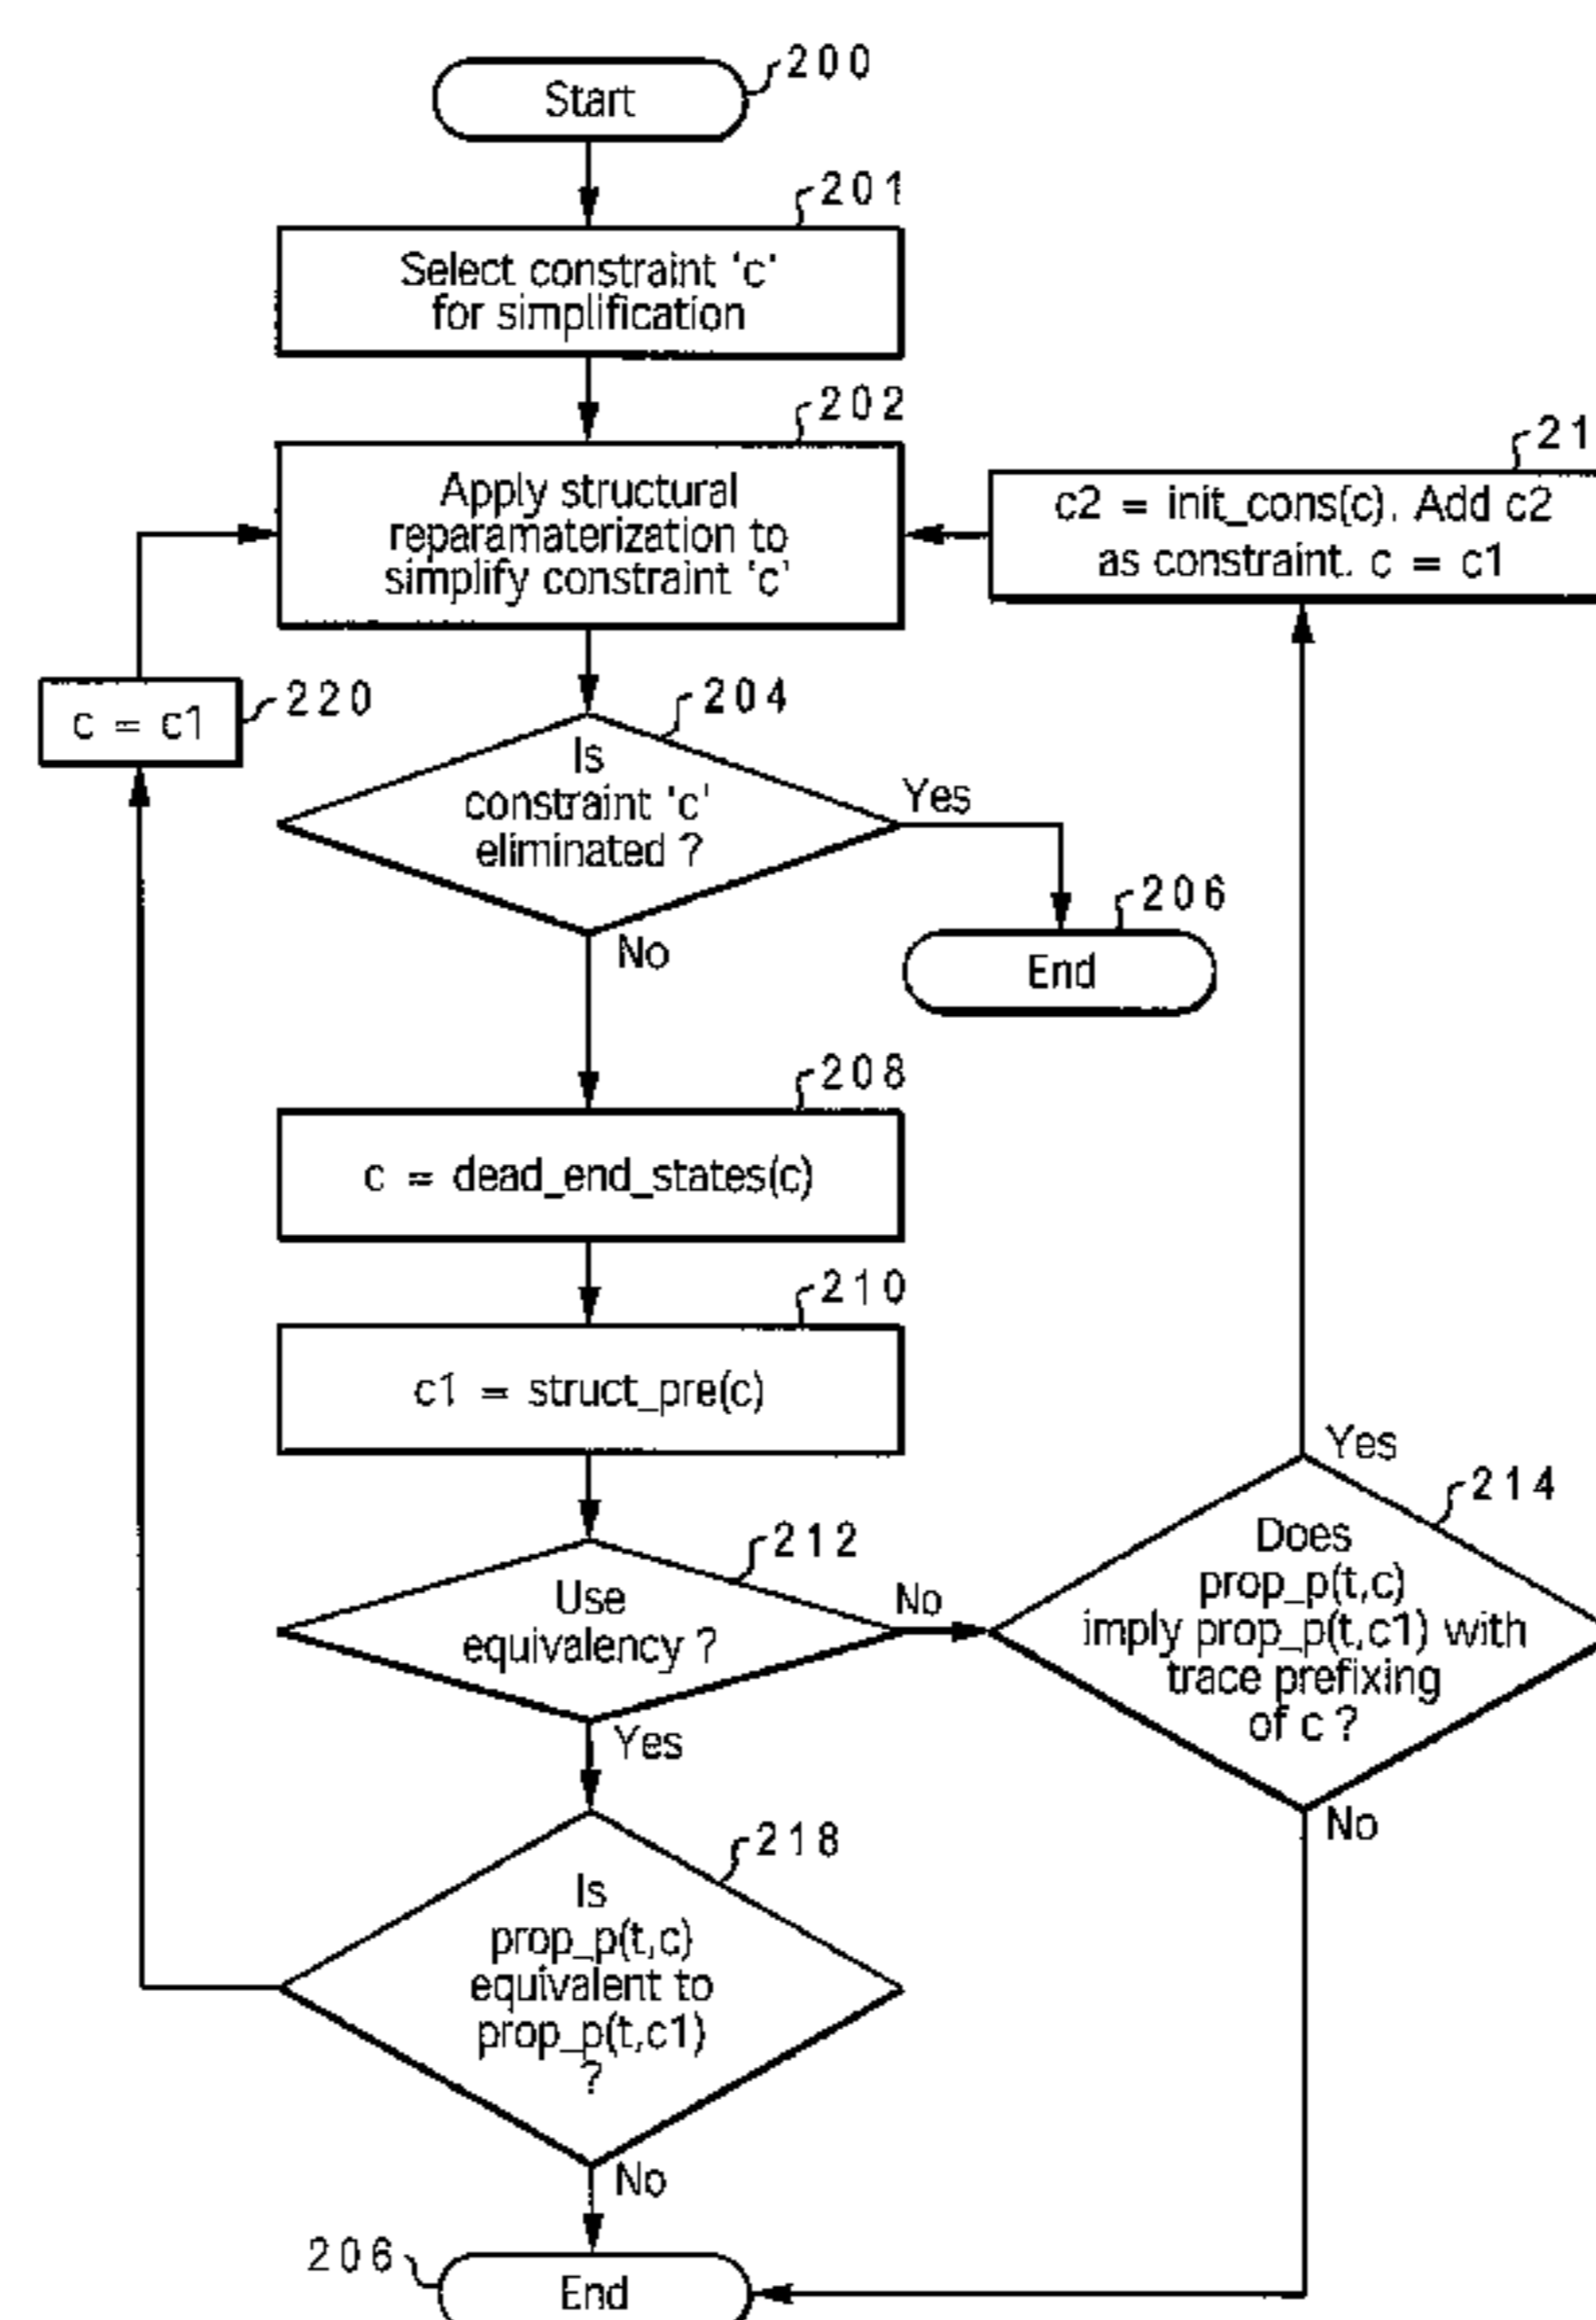 200
Start
201
Select constraint 'c'
for simplification
202
Apply structural
reparamaterization to
simplify constraint 'c'
21
c2 = init_cons(c). Add c2
as constraint. c = c1
220
c = c1
204
Is
constraint 'c'
eliminated ?
Yes
No
206
End
208
c = dead_end_states(c)
210
c1 = struct_pre(c)
212
Use
equivalency ?
No
Yes
214
Does
prop_p(t,c)
imply prop_p(t,c1) with
trace prefixing
of c ?
Yes
No
218
Is
prop_p(t,c)
equivalent to
prop_p(t,c1)
?
No
206
End